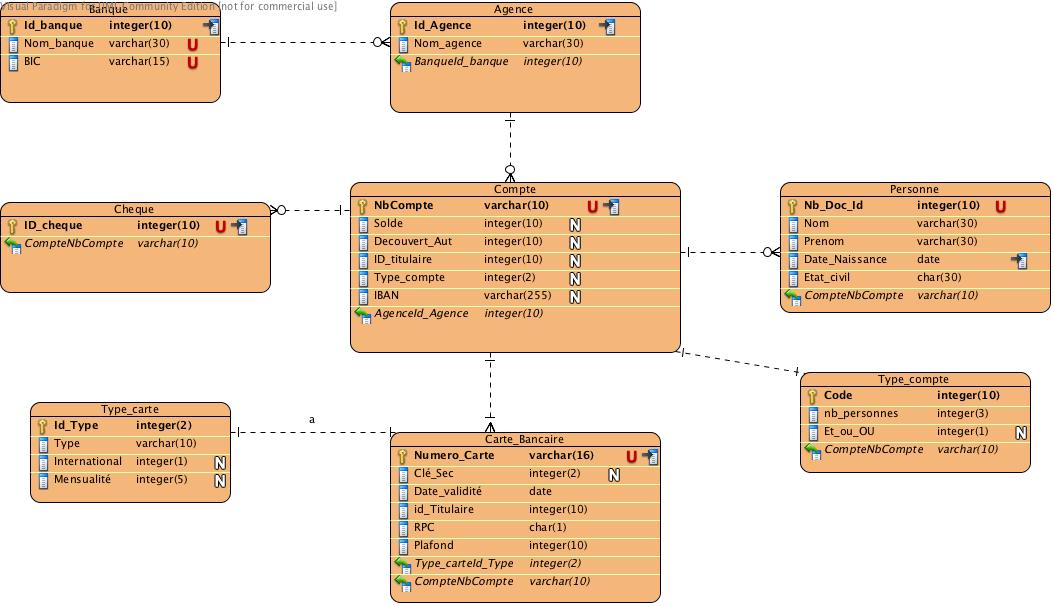 Visual Paradigm for UML Community Edition [not for commercial use]
Banque
Id_banque integer(10)
Nom_banque varchar(30) U
BIC varchar(15) U
Agence
Id_Agence integer(10)
Nom_agence varchar(30)
BanqueId_banque integer(10)
Cheque
ID_cheque integer(10) U
CompteNbCompte varchar(10)
Compte
NbCompte varchar(10) U
Solde integer(10) N
Decouvert_Aut integer(10) N
ID_titulaire integer(10) N
Type_compte integer(2) N
IBAN varchar(255) N
AgenceId_Agence integer(10)
Personne
Nb_Doc_Id integer(10) U
Nom varchar(30)
Prenom varchar(30)
Date_Naissance date
Etat_civil char(30)
CompteNbCompte varchar(10)
Type_compte
Code integer(10)
nb_personnes integer(3)
Et_ou_OU integer(1) N
CompteNbCompte varchar(10)
Type_carte
Id_Type integer(2)
Type varchar(10)
International integer(1) N
Mensualité integer(5) N
a
Carte_Bancaire
Numero_Carte varchar(16) U
Clé_Sec integer(2) N
Date_validité date
id_Titulaire integer(10)
RPC char(1)
Plafond integer(10)
Type_carteId_Type integer(2)
CompteNbCompte varchar(10)